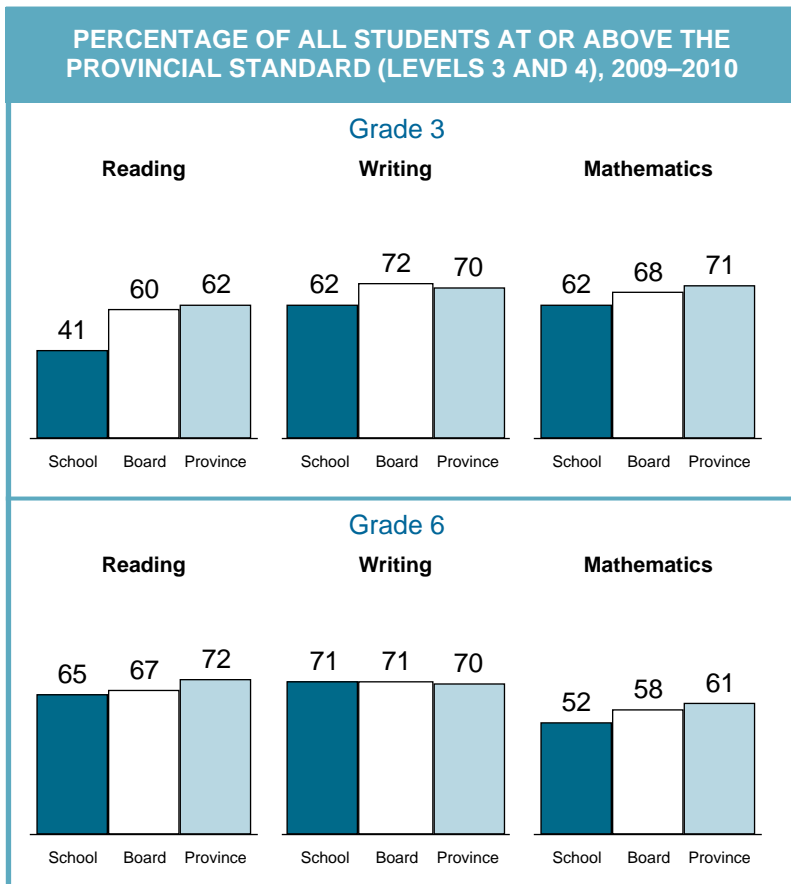 PERCENTAGE OF ALL STUDENTS AT OR ABOVE THE
PROVINCIAL STANDARD (LEVELS 3 AND 4), 2009–2010
Grade 3
Reading Writing Mathematics
41 60 62 62 72 70 62 68 71
School Board Province School Board Province School Board Province
Grade 6
Reading Writing Mathematics
65 67 72 71 71 70 52 58 61
School Board Province School Board Province School Board Province